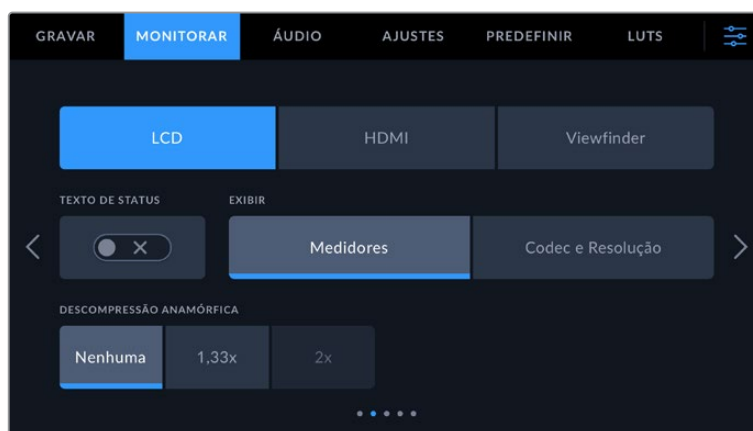 GRAVAR MONITORAR ÁUDIO AJUSTES PREDEFINIR LUTS
LCD HDMI Viewfinder
TEXTO DE STATUS EXIBIR
Medidores Codec e Resolução
DESCOMPRESSÃO ANAMÓRFICA
Nenhuma 1,33x 2x